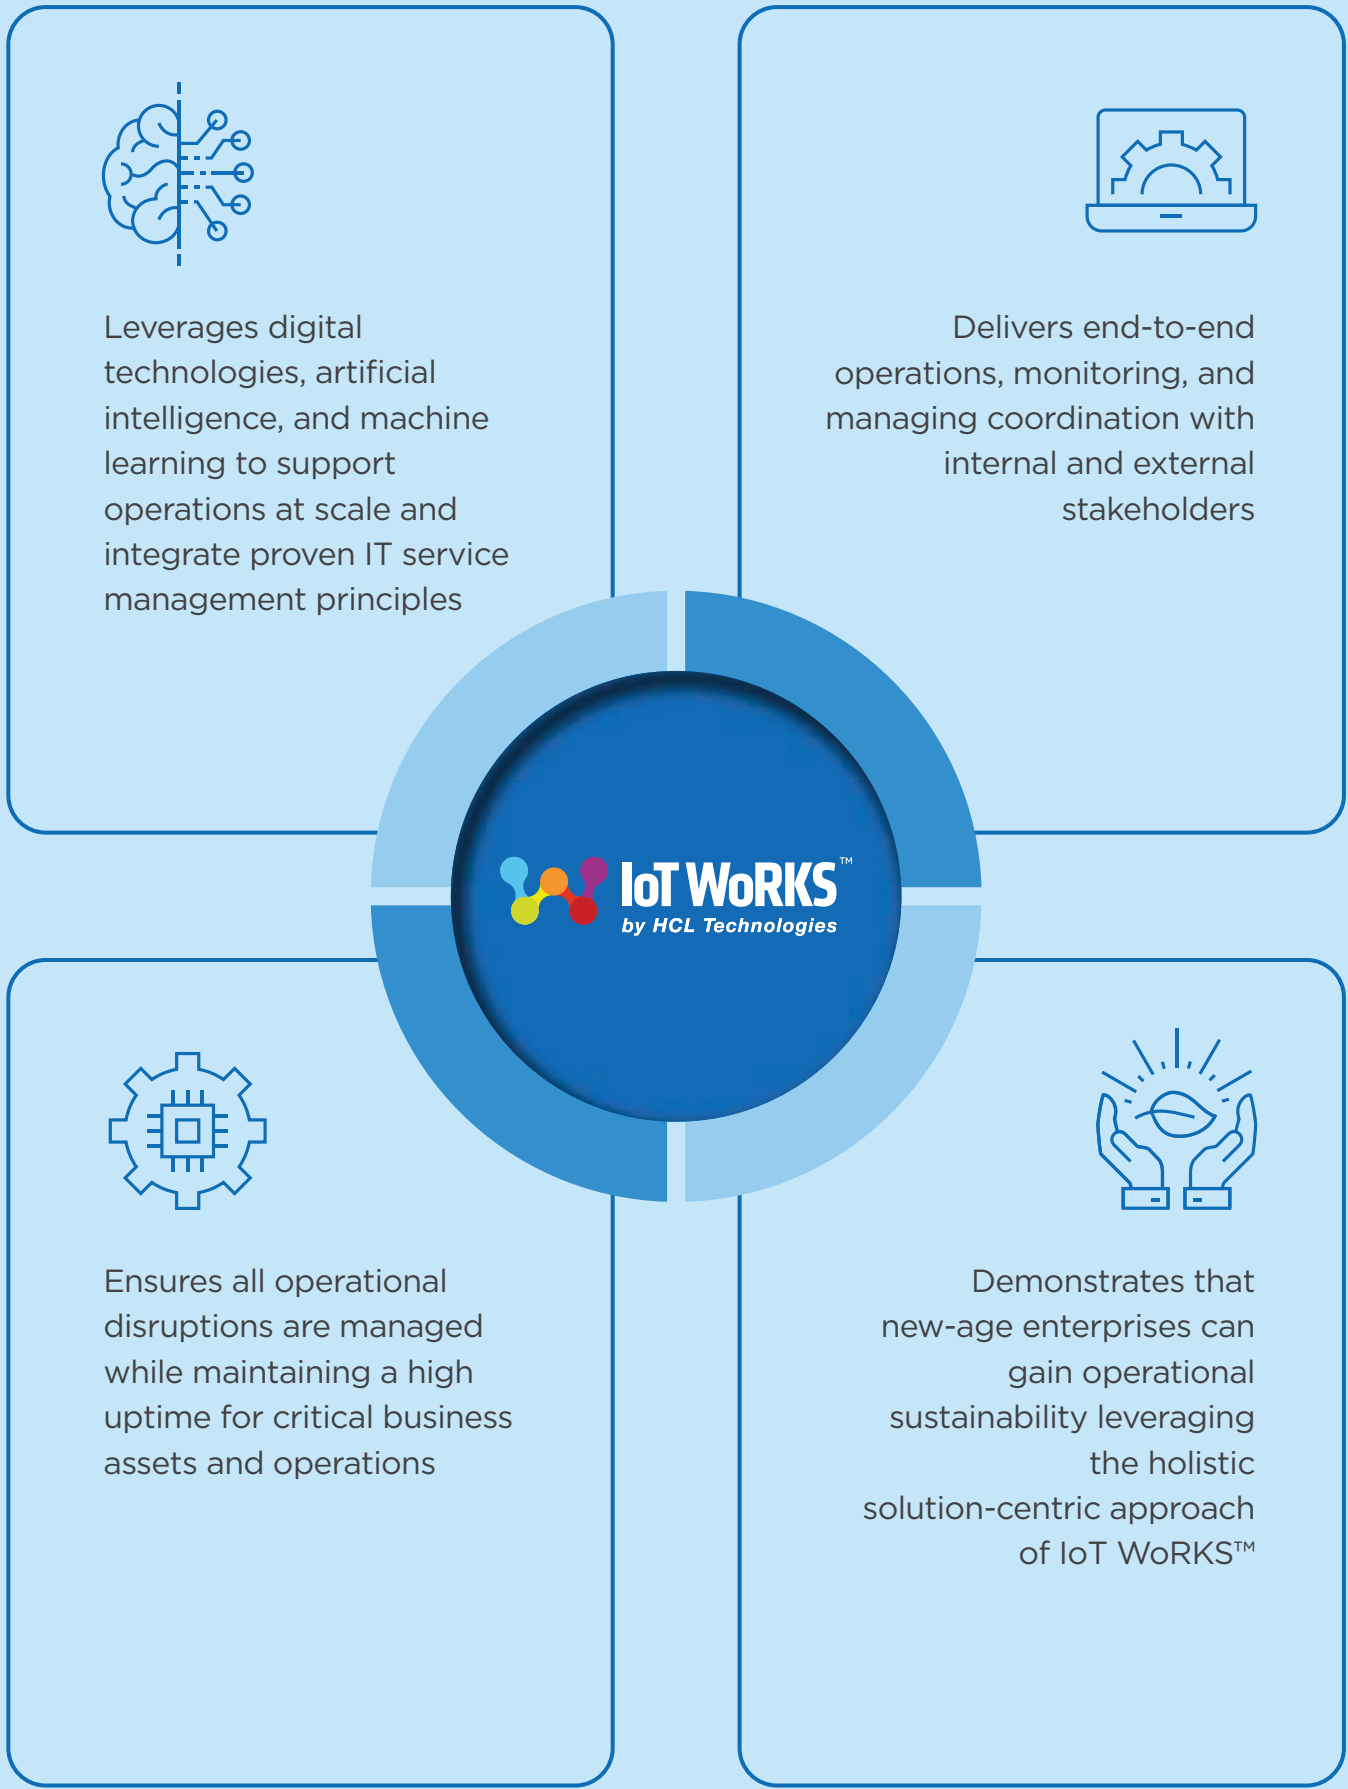 Leverages digital
technologies, artificial
intelligence, and machine
learning to support
operations at scale and
integrate proven IT service
management principles
Delivers end-to-end
operations, monitoring, and
managing coordination with
internal and external
stakeholders
IoT WoRKS™
by HCL Technologies
Ensures all operational
disruptions are managed
while maintaining a high
uptime for critical business
assets and operations
Demonstrates that
new-age enterprises can
gain operational
sustainability leveraging
the holistic
solution-centric approach
of IoT WoRKS™